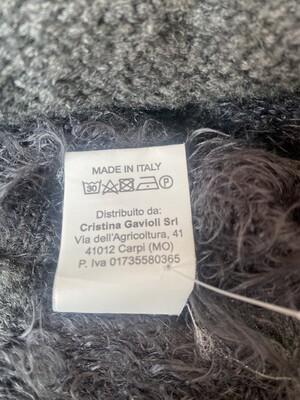 MADE IN ITALY
30 P
Distribuito da:
Cristina Gavioli Srl
Via dell'Agricoltura, 41
41012 Carpi (MO)
P. Iva 01735580365